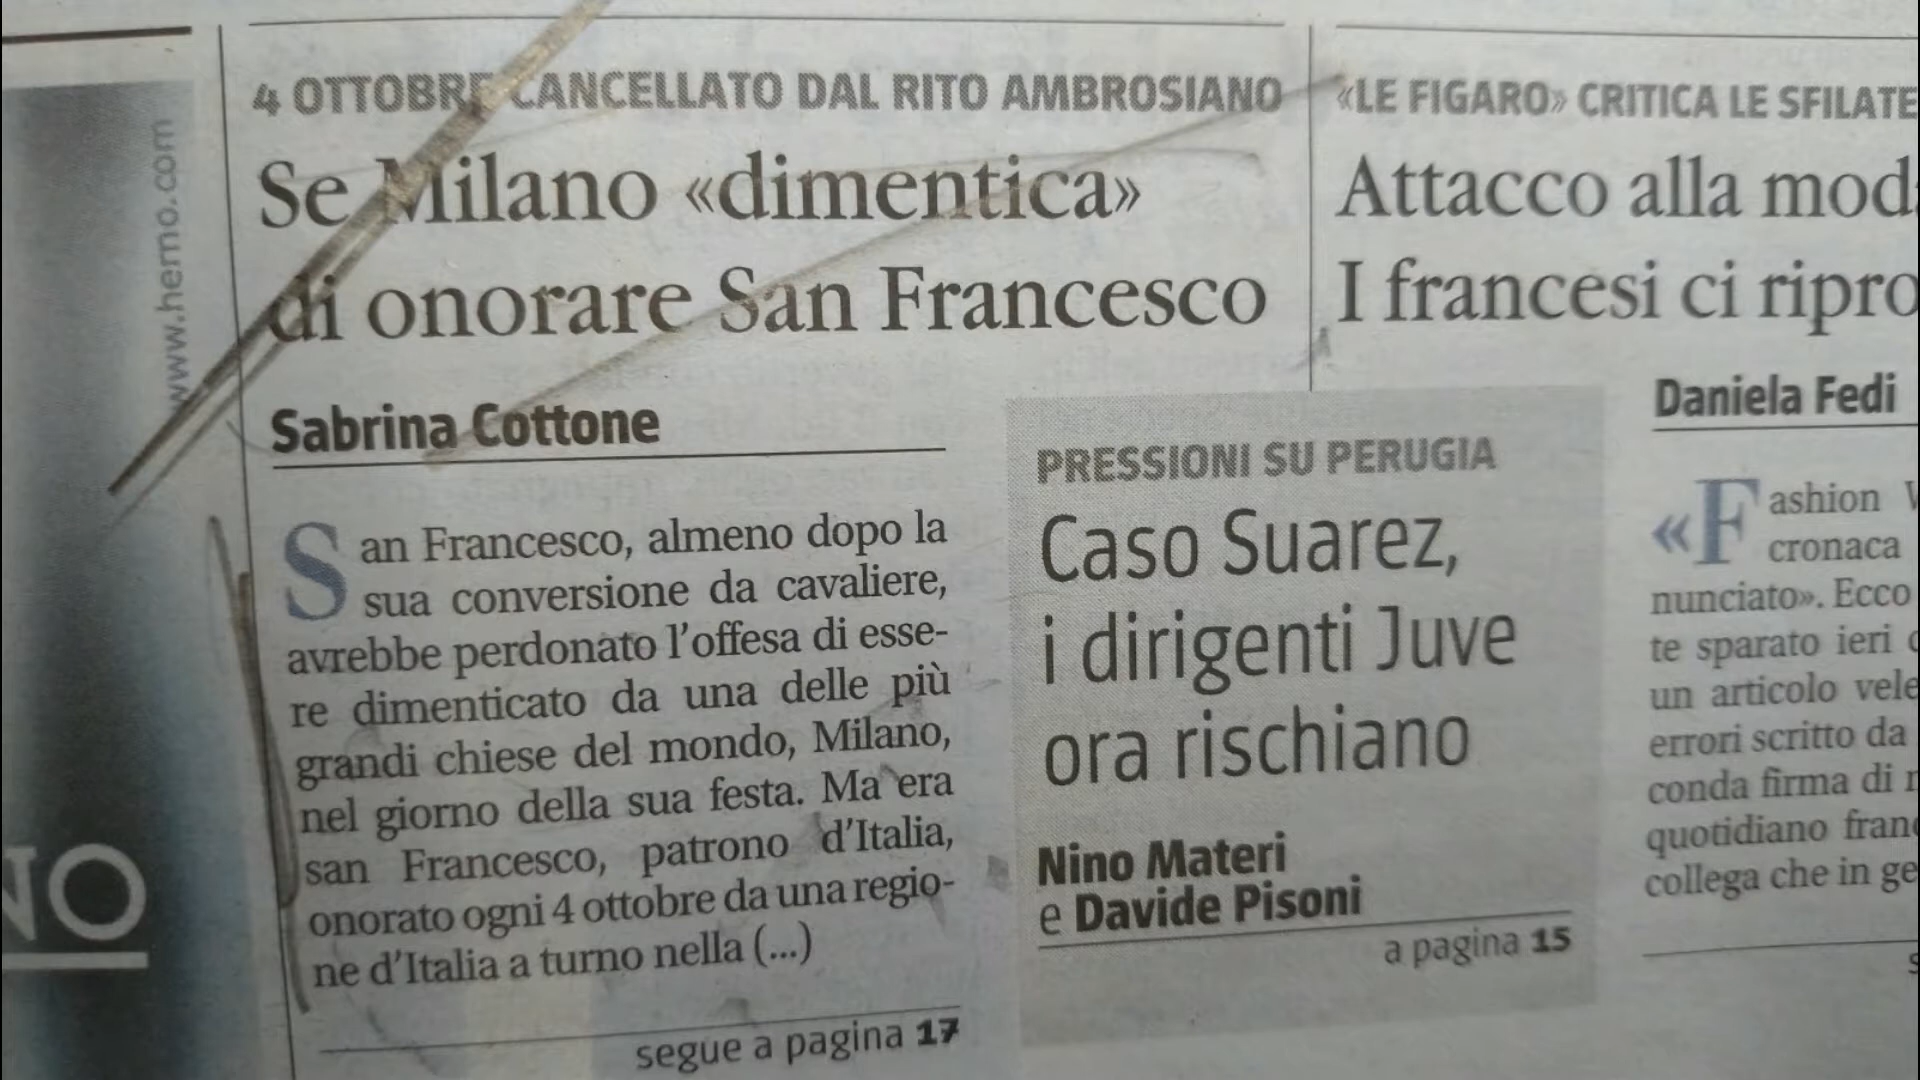 www.herno.com
NO
4 OTTOBRE CANCELLATO DAL RITO AMBROSIANO
Se Milano «dimentica»
di onorare San Francesco
Sabrina Cottone
San Francesco, almeno dopo la
sua conversione da cavaliere,
avrebbe perdonato l'offesa di esse-
re dimenticato da una delle più
grandi chiese del mondo, Milano,
nel giorno della sua festa. Ma era
san Francesco, patrono d'Italia,
onorato ogni 4 ottobre da una regio-
ne d'Italia a turno nella (...)
segue a pagina 17
PRESSIONI SU PERUGIA
Caso Suarez,
i dirigenti Juve
ora rischiano
Nino Materi
e Davide Pisoni
a pagina 15
«LE FIGARO» CRITICA LE SFILATE
Attacco alla mod
I francesi ci ripro
Daniela Fedi
«Fashion
cronaca
nunciato». Ecco
te sparato ieri
un articolo vele
errori scritto da
conda firma di
quotidiano fran
collega che in ge